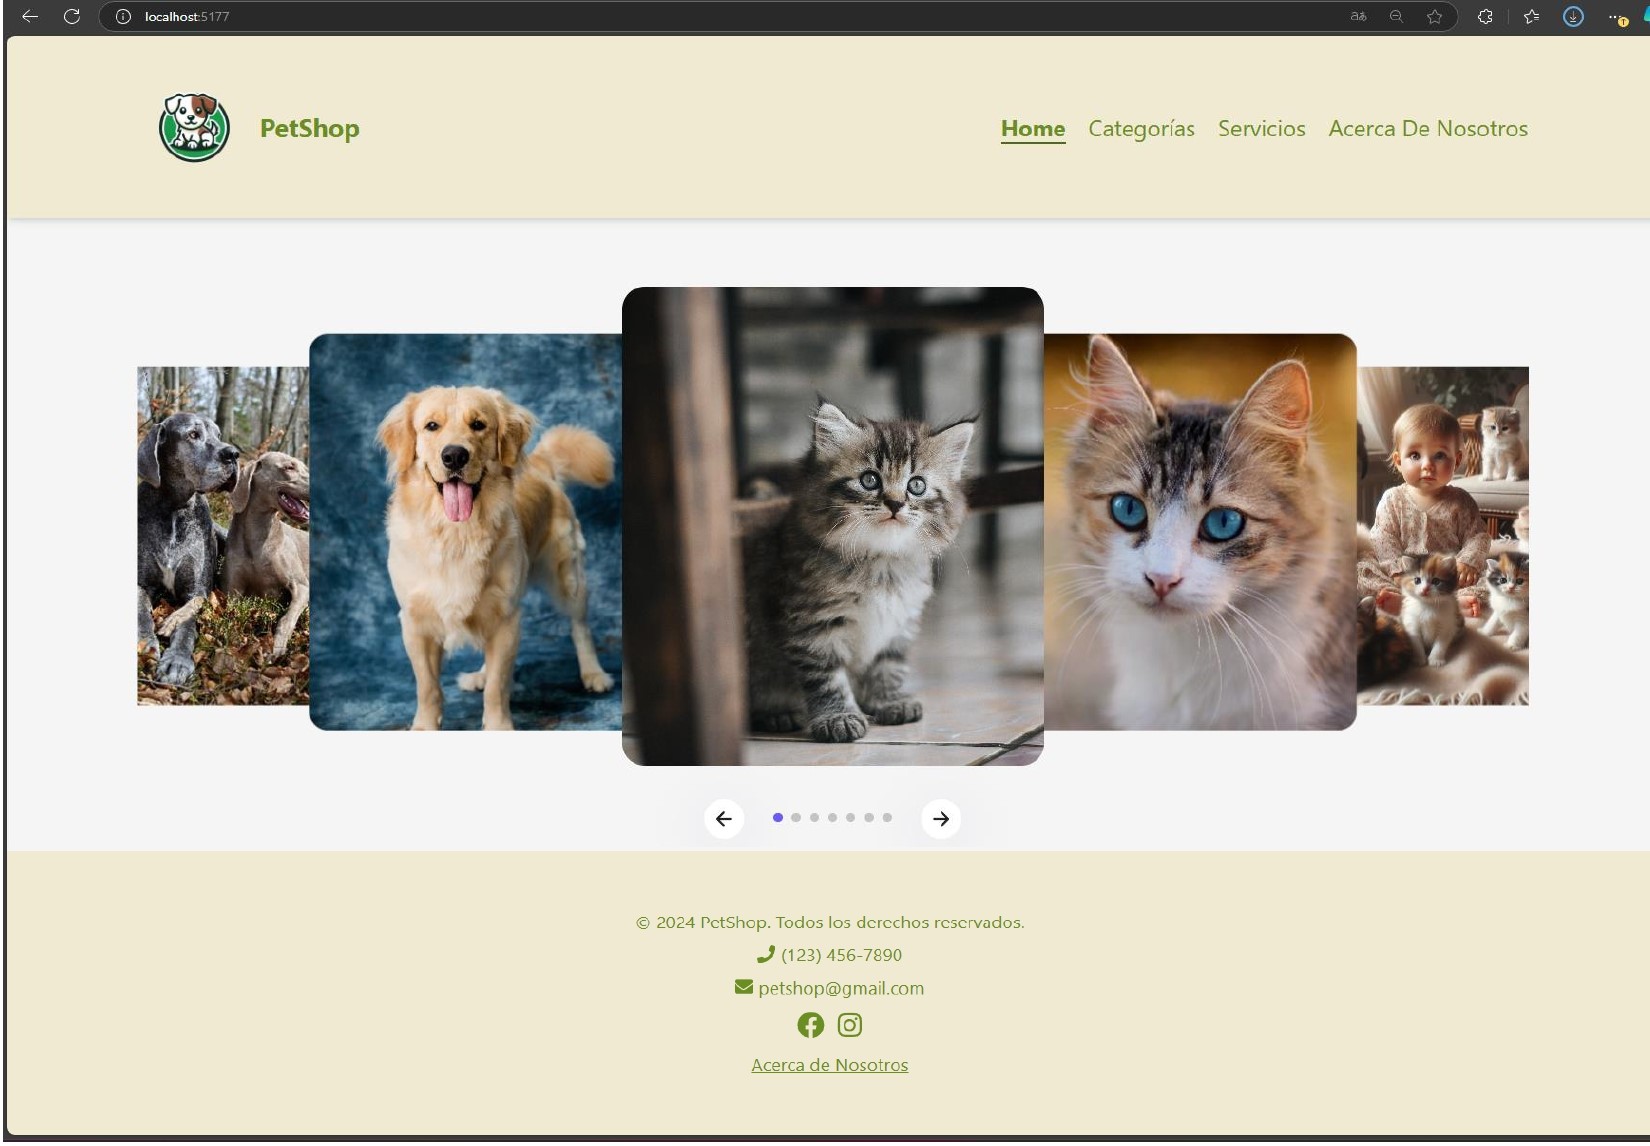 localhost:5177
PetShop
Home Categorías Servicios Acerca De Nosotros
© 2024 PetShop. Todos los derechos reservados.
(123) 456-7890
petshop@gmail.com
Acerca de Nosotros